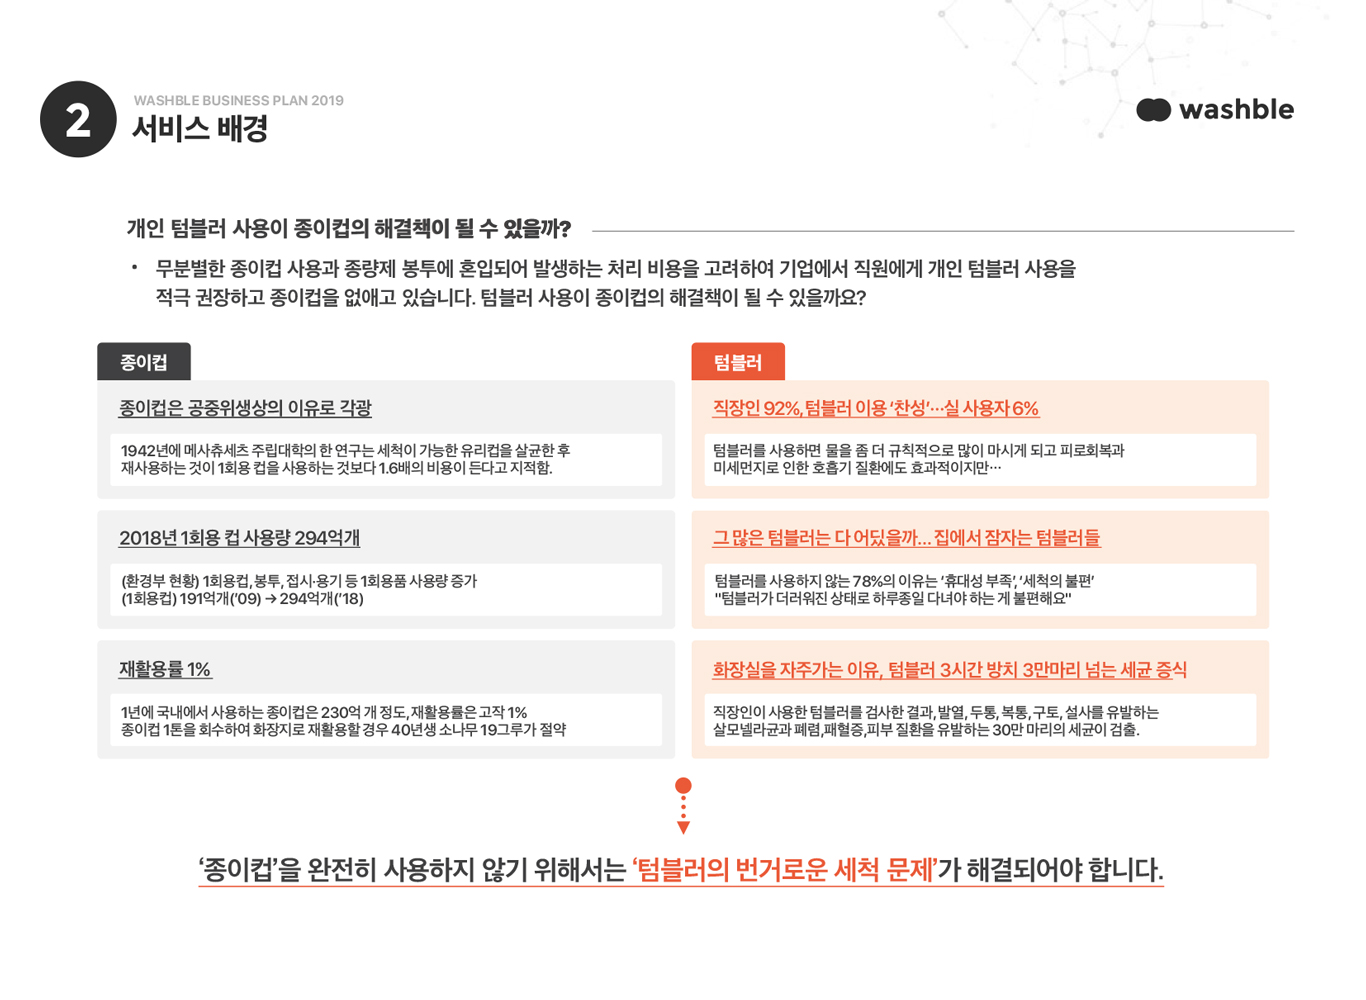 2
WASHBLE BUSINESS PLAN 2019
서비스 배경
washble
개인 텀블러 사용이 종이컵의 해결책이 될 수 있을까?
• 무분별한 종이컵 사용과 종량제 봉투에 혼입되어 발생하는 처리 비용을 고려하여 기업에서 직원에게 개인 텀블러 사용을
적극 권장하고 종이컵을 없애고 있습니다. 텀블러 사용이 종이컵의 해결책이 될 수 있을까요?
종이컵
종이컵은 공중위생상의 이유로 각광
1942년에 메사츄세츠 주립대학의 한 연구는 세척이 가능한 유리컵을 살균한 후
재사용하는 것이 1회용 컵을 사용하는 것보다 1.6배의 비용이 든다고 지적함.
2018년 1회용 컵 사용량 294억개
(환경부 현황) 1회용컵, 봉투, 접시·용기 등 1회용품 사용량 증가
(1회용컵) 191억개('09) → 294억개('18)
재활용률 1%
1년에 국내에서 사용하는 종이컵은 230억 개 정도, 재활용률은 고작 1%
종이컵 1톤을 회수하여 화장지로 재활용할 경우 40년생 소나무 19그루가 절약
텀블러
직장인 92%, 텀블러 이용 ‘찬성’…실 사용자 6%
텀블러를 사용하면 물을 좀 더 규칙적으로 많이 마시게 되고 피로회복과
미세먼지로 인한 호흡기 질환에도 효과적이지만…
그 많은 텀블러는 다 어딨을까... 집에서 잠자는 텀블러들
텀블러를 사용하지 않는 78%의 이유는 ‘휴대성 부족’, ‘세척의 불편’
"텀블러가 더러워진 상태로 하루종일 다녀야 하는 게 불편해요"
화장실을 자주가는 이유, 텀블러 3시간 방치 3만마리 넘는 세균 증식
직장인이 사용한 텀블러를 검사한 결과, 발열, 두통, 복통, 구토, 설사를 유발하는
살모넬라균과 폐렴,패혈증,피부 질환을 유발하는 30만 마리의 세균이 검출.
‘종이컵’을 완전히 사용하지 않기 위해서는 ‘텀블러의 번거로운 세척 문제’가 해결되어야 합니다.